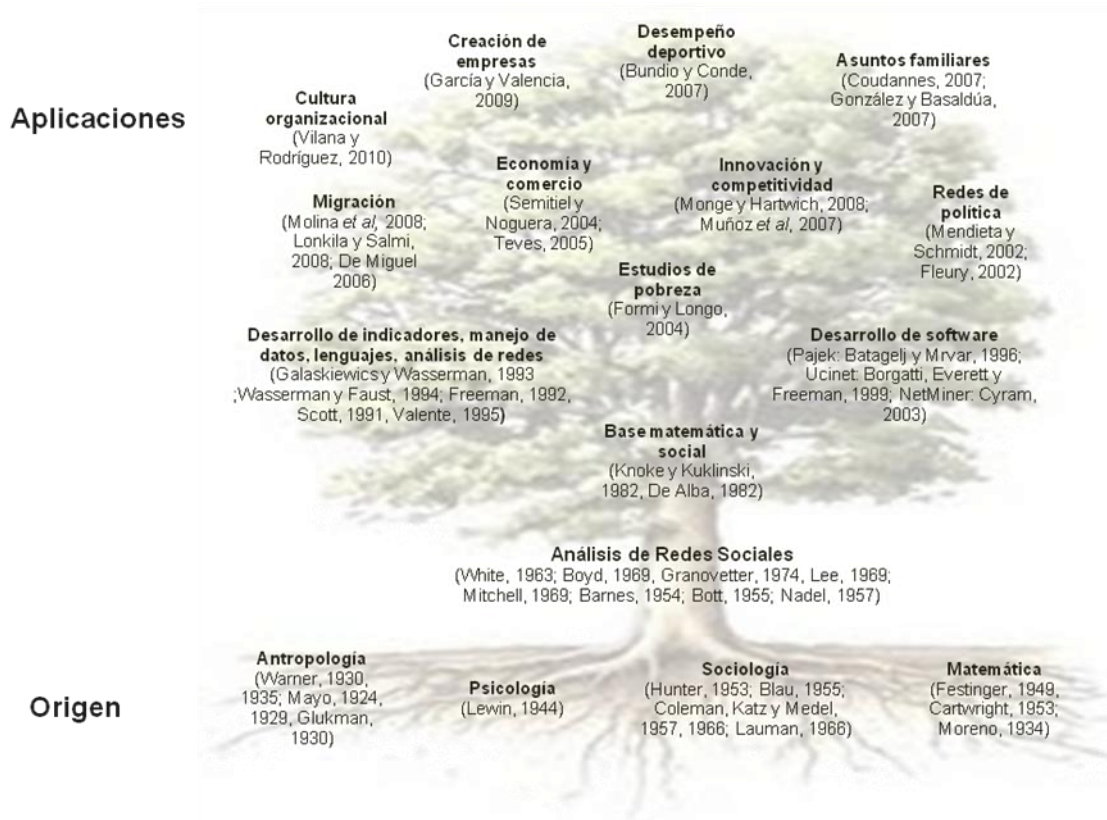 Aplicaciones
Creación de
empresas
(García y Valencia,
2009)
Desempeño
deportivo
(Bundio y Conde,
2007)
Asuntos familiares
(Coudannes, 2007;
González y Basaldúa,
2007)
Cultura
organizacional
(Vilana y
Rodríguez, 2010)
Economía y
comercio
(Semitiel y
Noguera, 2004;
Teves, 2005)
Innovación y
competitividad
(Monge y Hartwich, 2008;
Muñoz et al, 2007)
Redes de
política
(Mendieta y
Schmidt, 2002;
Fleury, 2002)
Migración
(Molina et al, 2008;
Lonkila y Salmi,
2008; De Miguel
2006)
Estudios de
pobreza
(Formi y Longo,
2004)
Desarrollo de indicadores, manejo de
datos, lenguajes, análisis de redes
(Galaskiewics y Wasserman, 1993
;Wasserman y Faust, 1994; Freeman, 1992,
Scott, 1991, Valente, 1995)
Desarrollo de software
(Pajek: Batagelj y Mrvar, 1996;
Ucinet: Borgatti, Everett y
Freeman, 1999; NetMiner: Cyram,
2003)
Base matemática y
social
(Knoke y Kuklinski,
1982, De Alba, 1982)
Análisis de Redes Sociales
(White, 1963; Boyd, 1969, Granovetter, 1974, Lee, 1969;
Mitchell, 1969; Barnes, 1954; Bott, 1955; Nadel, 1957)
Origen
Antropología
(Warner, 1930,
1935; Mayo, 1924,
1929, Glukman,
1930)
Psicología
(Lewin, 1944)
Sociología
(Hunter, 1953; Blau, 1955;
Coleman, Katz y Medel,
1957, 1966; Lauman, 1966)
Matemática
(Festinger, 1949,
Cartwright, 1953;
Moreno, 1934)